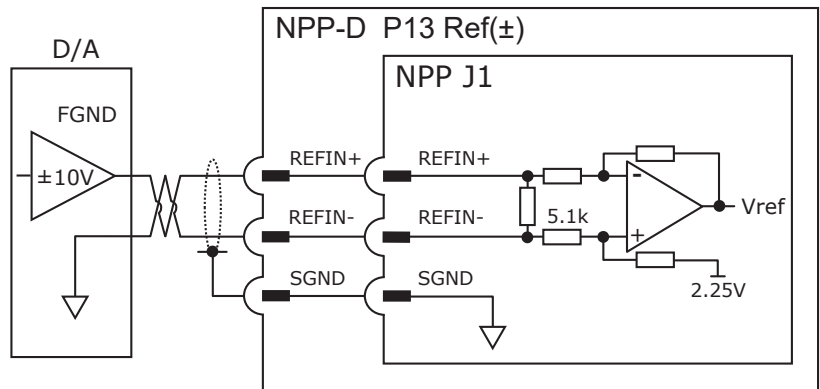 NPP-D P13 Ref(±)
D/A
NPP J1
FGND
±10V
REFIN+
REFIN+
REFIN-
REFIN-
5.1k
-
+
Vref
SGND
SGND
2.25V